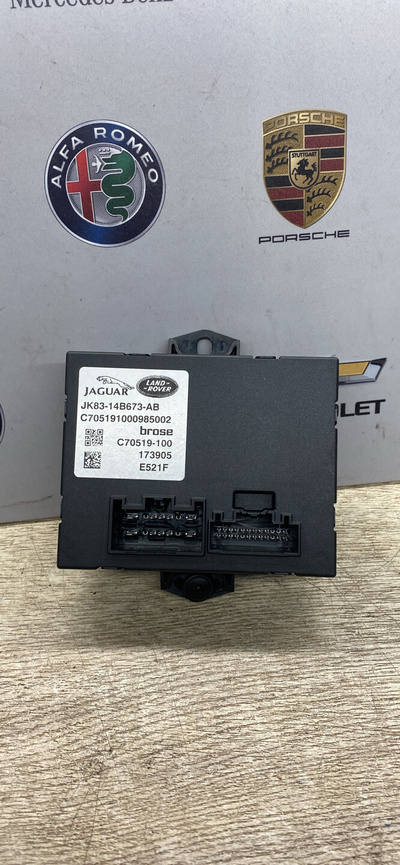 Mercedes-Benz
ALFA ROMEO
PORSCHE
STUTTGART
PORSCHE
JAGUAR
LAND-ROVER
JK83-14B673-AB
C705191000985002
brose
C70519-100
173905
E521F